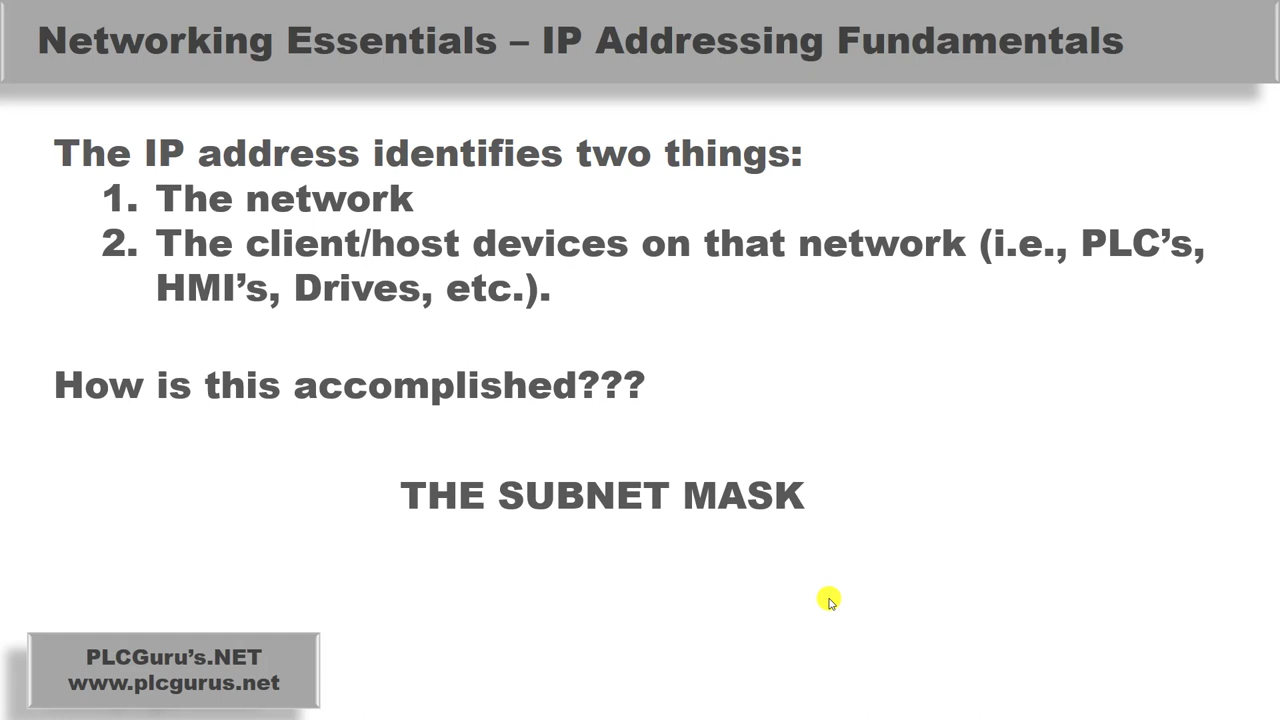 Networking Essentials – IP Addressing Fundamentals
The IP address identifies two things:
1. The network
2. The client/host devices on that network (i.e., PLC’s,
HMI’s, Drives, etc.).
How is this accomplished???
THE SUBNET MASK
PLCGuru’s.NET
www.plcgurus.net